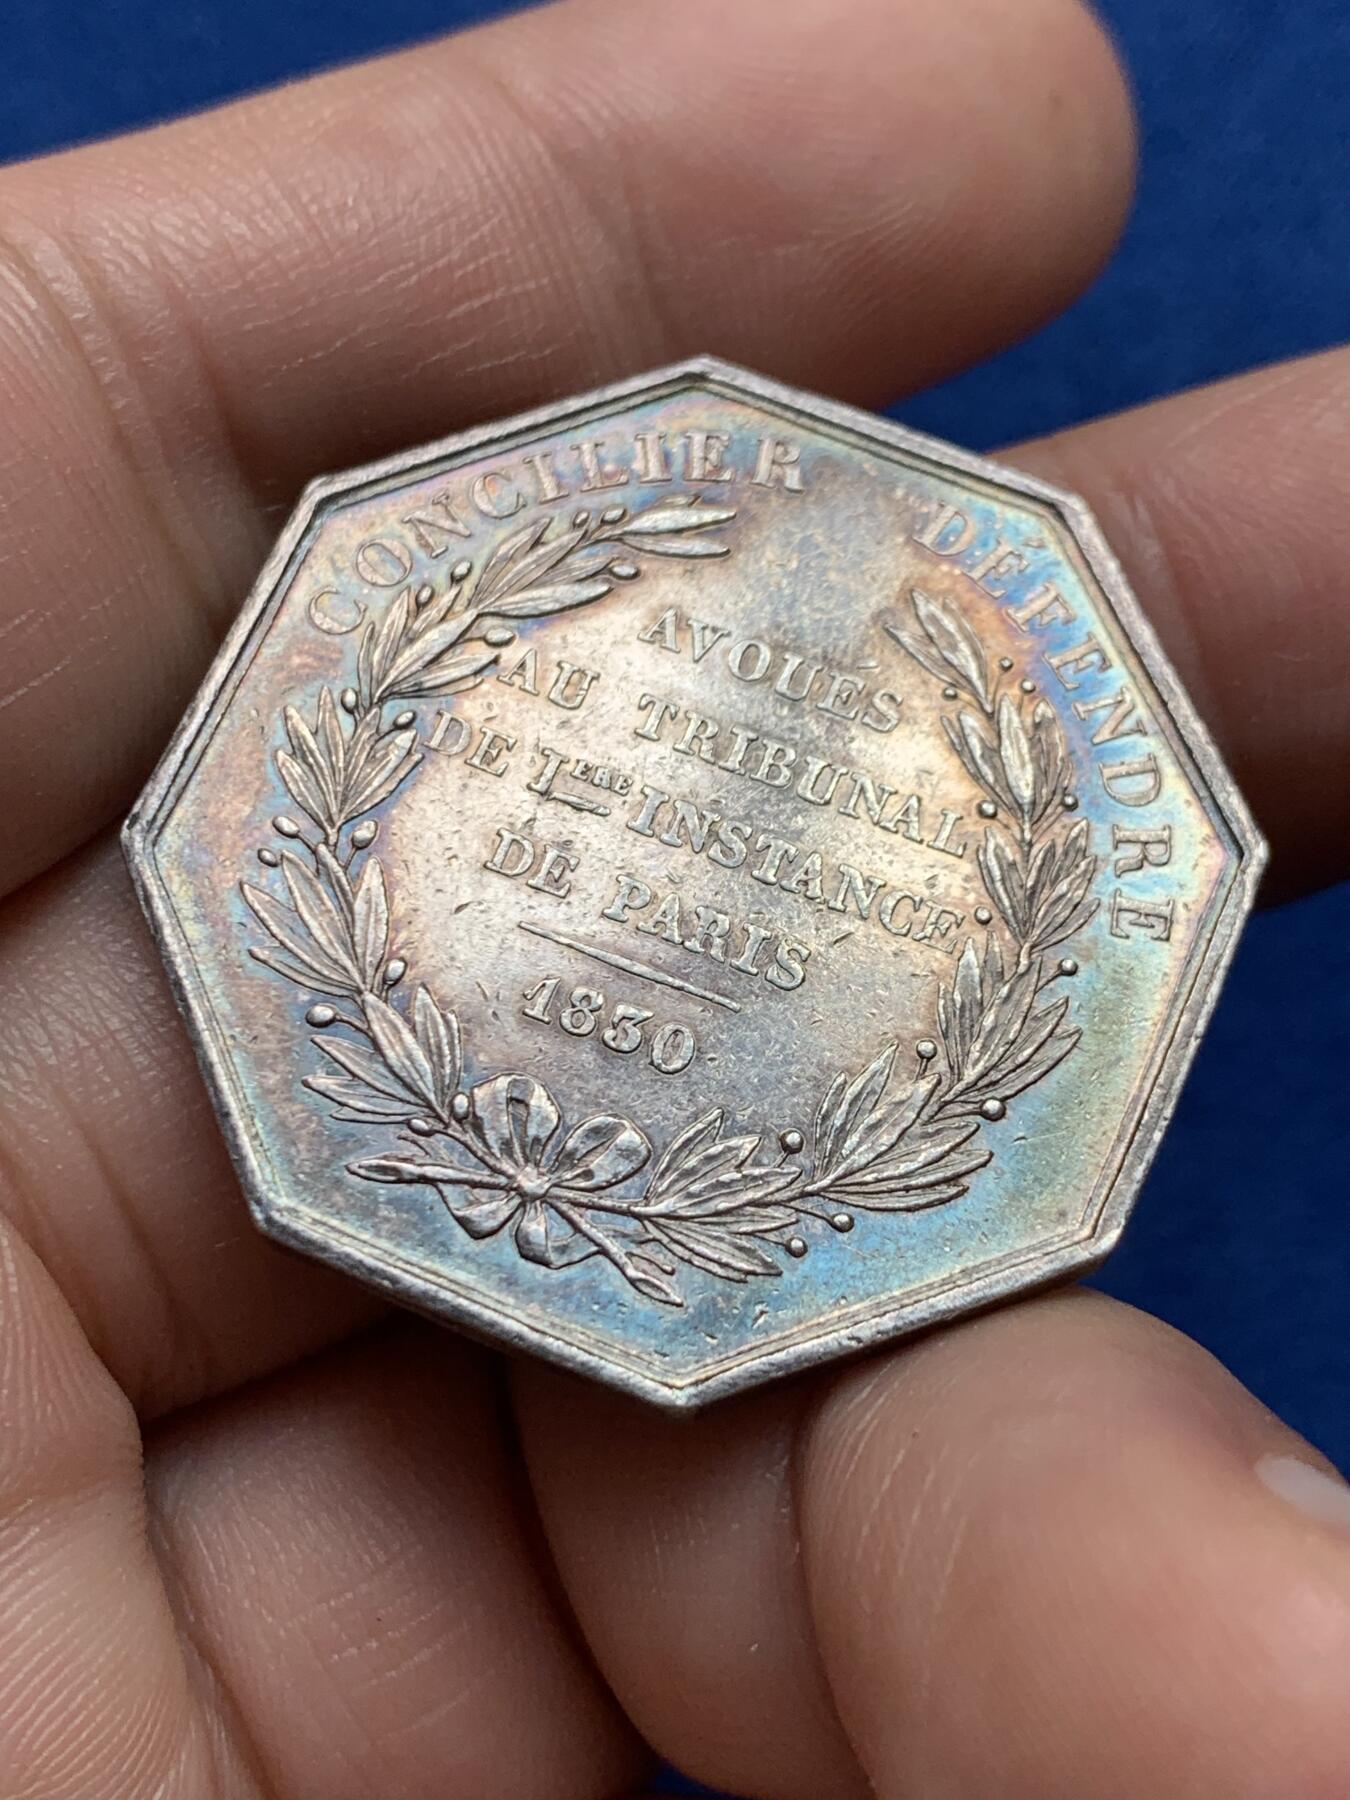 CONCILIER DÉFENDRE
AVOUÉS
AU TRIBUNAL
DE 1ERE INSTANCE
DE PARIS
1830